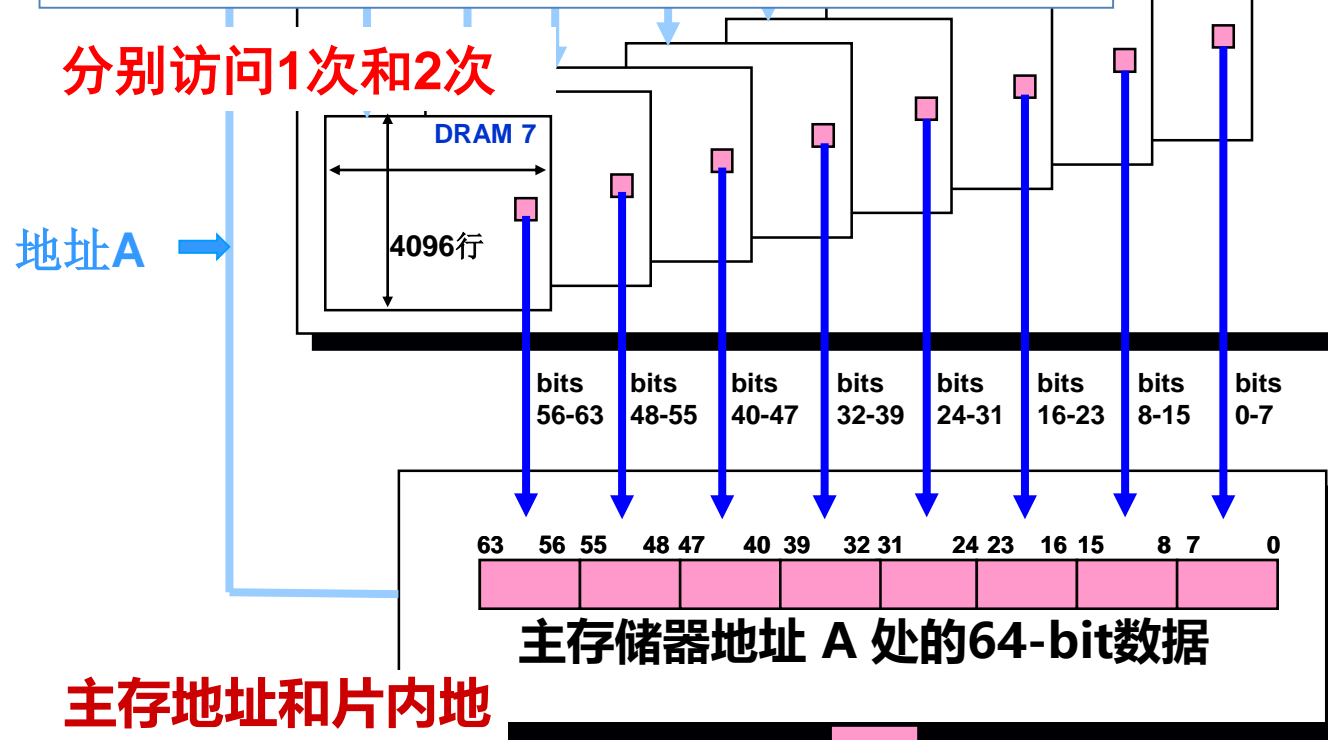 分别访问1次和2次
DRAM 7
4096行
地址A
bits
56-63
bits
48-55
bits
40-47
bits
32-39
bits
24-31
bits
16-23
bits
8-15
bits
0-7
63 56 55 48 47 40 39 32 31 24 23 16 15 8 7 0
主存储器地址 A 处的64-bit数据
主存地址和片内地